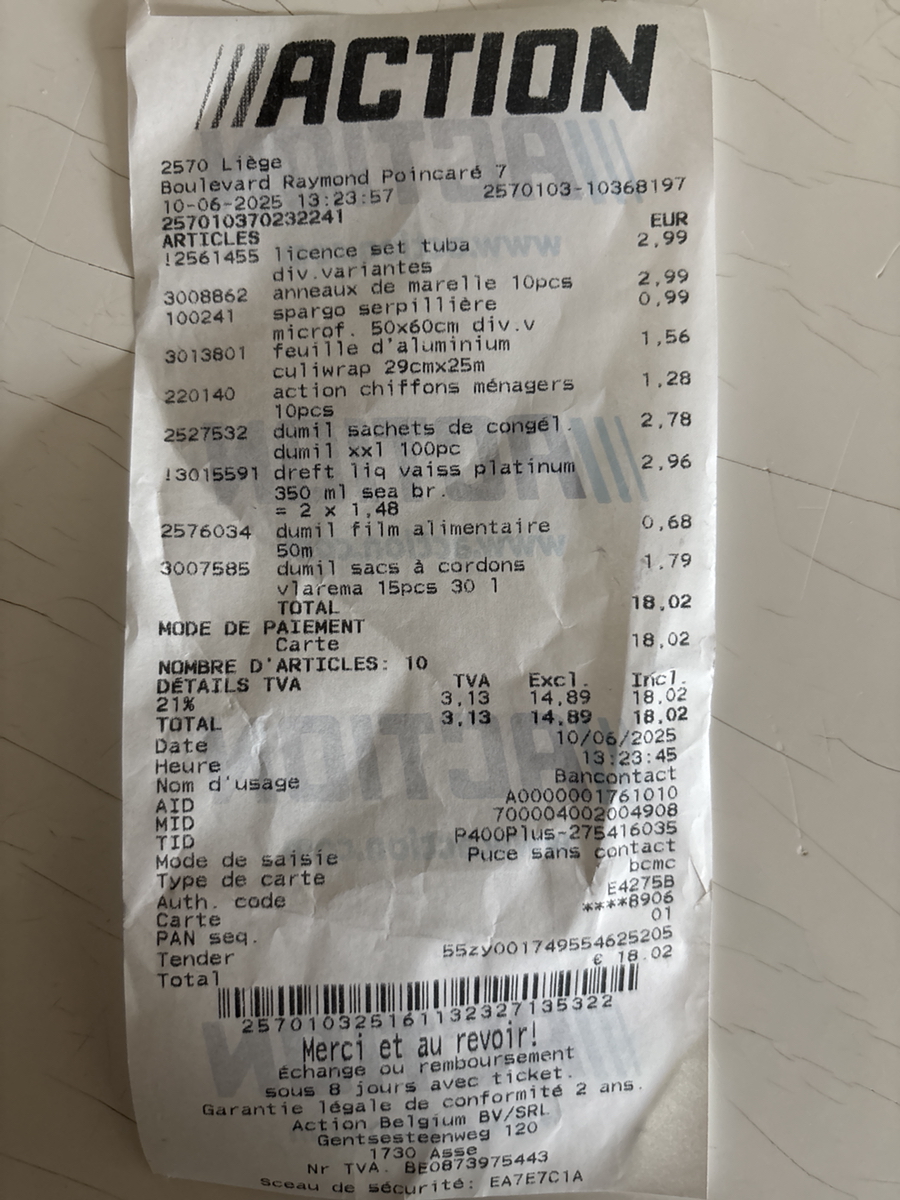 ///ACTION
2570 Liège
Boulevard Raymond Poincaré 7
10-06-2025 13:23:57 2570103-10368197
257010370232241
ARTICLES EUR
!2561455 licence set tuba 2,99
div.variantes
3008862 anneaux de marelle 10pcs 2,99
100241 spargo serpillière 0,99
microf. 50x60cm div.v
3013801 feuille d'aluminium 1,56
culiwrap 29cmx25m
220140 action chiffons ménagers 1,28
10pcs
2527532 dumil sachets de congél. 2,78
dumil xxl 100pc
!3015591 dreft liq vaiss platinum 2,96
350 ml sea br.
= 2 x 1,48
2576034 dumil film alimentaire 0,68
50m
3007585 dumil sacs à cordons 1,79
vlarema 15pcs 30 l
TOTAL 18,02
MODE DE PAIEMENT
Carte 18,02
NOMBRE D'ARTICLES: 10
DÉTAILS TVA TVA Excl. Incl.
21% 3,13 14,89 18,02
TOTAL 3,13 14,89 18,02
Date 10/06/2025
Heure 13:23:45
Nom d'usage Bancontact
AID A0000001761010
MID 700004002004908
TID P400Plus-275416035
Mode de saisie Puce sans contact
Type de carte bcmc
Auth. code E4275B
Carte ****8906
PAN seq. 01
Tender 55zy001749554625205
Total € 18.02
257010325161132327135322
Merci et au revoir!
Échange ou remboursement
sous 8 jours avec ticket.
Garantie légale de conformité 2 ans.
Action Belgium BV/SRL
Gentsesteenweg 120
1730 Asse
Nr TVA. BE0873975443
Sceau de sécurité: EA7E7C1A